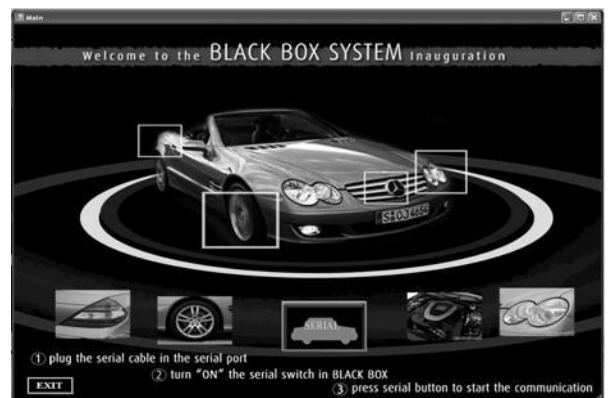 Main
Welcome to the BLACK BOX SYSTEM Inauguration
S:OJ 4654
SERIAL
① plug the serial cable in the serial port
② turn "ON" the serial switch in BLACK BOX
EXIT
③ press serial button to start the communication